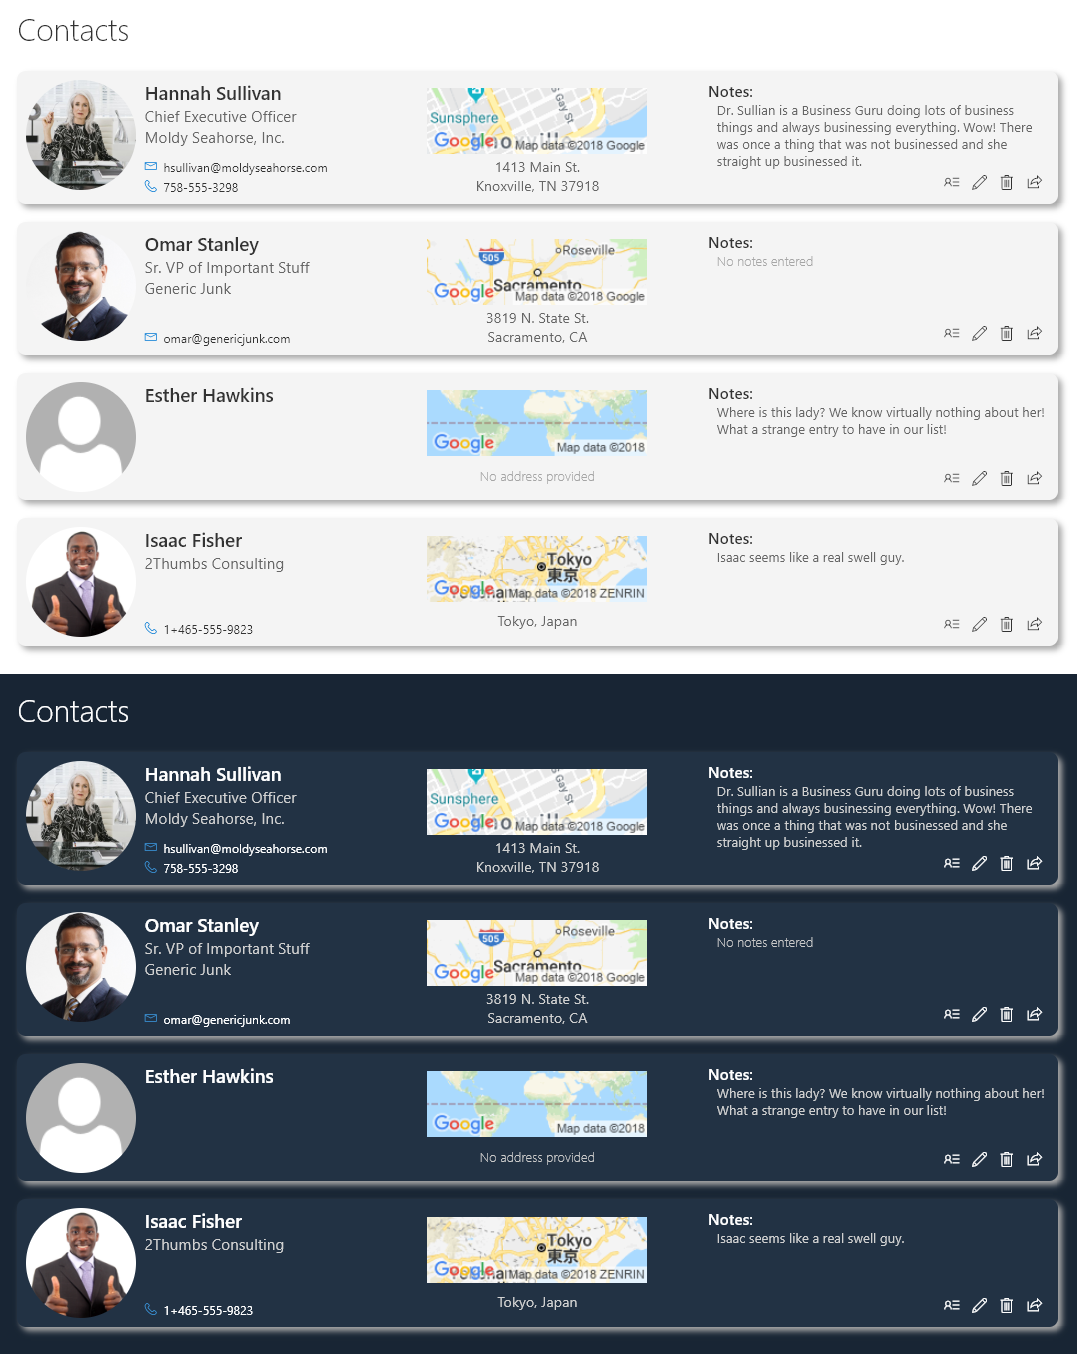 Contacts
Hannah Sullivan
Chief Executive Officer
Moldy Seahorse, Inc.
hsullivan@moldyseahorse.com
758-555-3298
Sunsphere
S Gay St
Google
Map data ©2018 Google
1413 Main St.
Knoxville, TN 37918
Notes:
Dr. Sullian is a Business Guru doing lots of business
things and always businessing everything. Wow! There
was once a thing that was not businessed and she
straight up businessed it.
Omar Stanley
Sr. VP of Important Stuff
Generic Junk
omar@genericjunk.com
505
Roseville
Sacramento
Google
Map data ©2018 Google
3819 N. State St.
Sacramento, CA
Notes:
No notes entered
Esther Hawkins
Google
Map data ©2018
No address provided
Notes:
Where is this lady? We know virtually nothing about her!
What a strange entry to have in our list!
Isaac Fisher
2Thumbs Consulting
1+465-555-9823
Tokyo
東京
Google
Map data ©2018 ZENRIN
Tokyo, Japan
Notes:
Isaac seems like a real swell guy.
Contacts
Hannah Sullivan
Chief Executive Officer
Moldy Seahorse, Inc.
hsullivan@moldyseahorse.com
758-555-3298
Sunsphere
S Gay St
Google
Map data ©2018 Google
1413 Main St.
Knoxville, TN 37918
Notes:
Dr. Sullian is a Business Guru doing lots of business
things and always businessing everything. Wow! There
was once a thing that was not businessed and she
straight up businessed it.
Omar Stanley
Sr. VP of Important Stuff
Generic Junk
omar@genericjunk.com
505
Roseville
Sacramento
Google
Map data ©2018 Google
3819 N. State St.
Sacramento, CA
Notes:
No notes entered
Esther Hawkins
Google
Map data ©2018
No address provided
Notes:
Where is this lady? We know virtually nothing about her!
What a strange entry to have in our list!
Isaac Fisher
2Thumbs Consulting
1+465-555-9823
Tokyo
東京
Google
Map data ©2018 ZENRIN
Tokyo, Japan
Notes:
Isaac seems like a real swell guy.